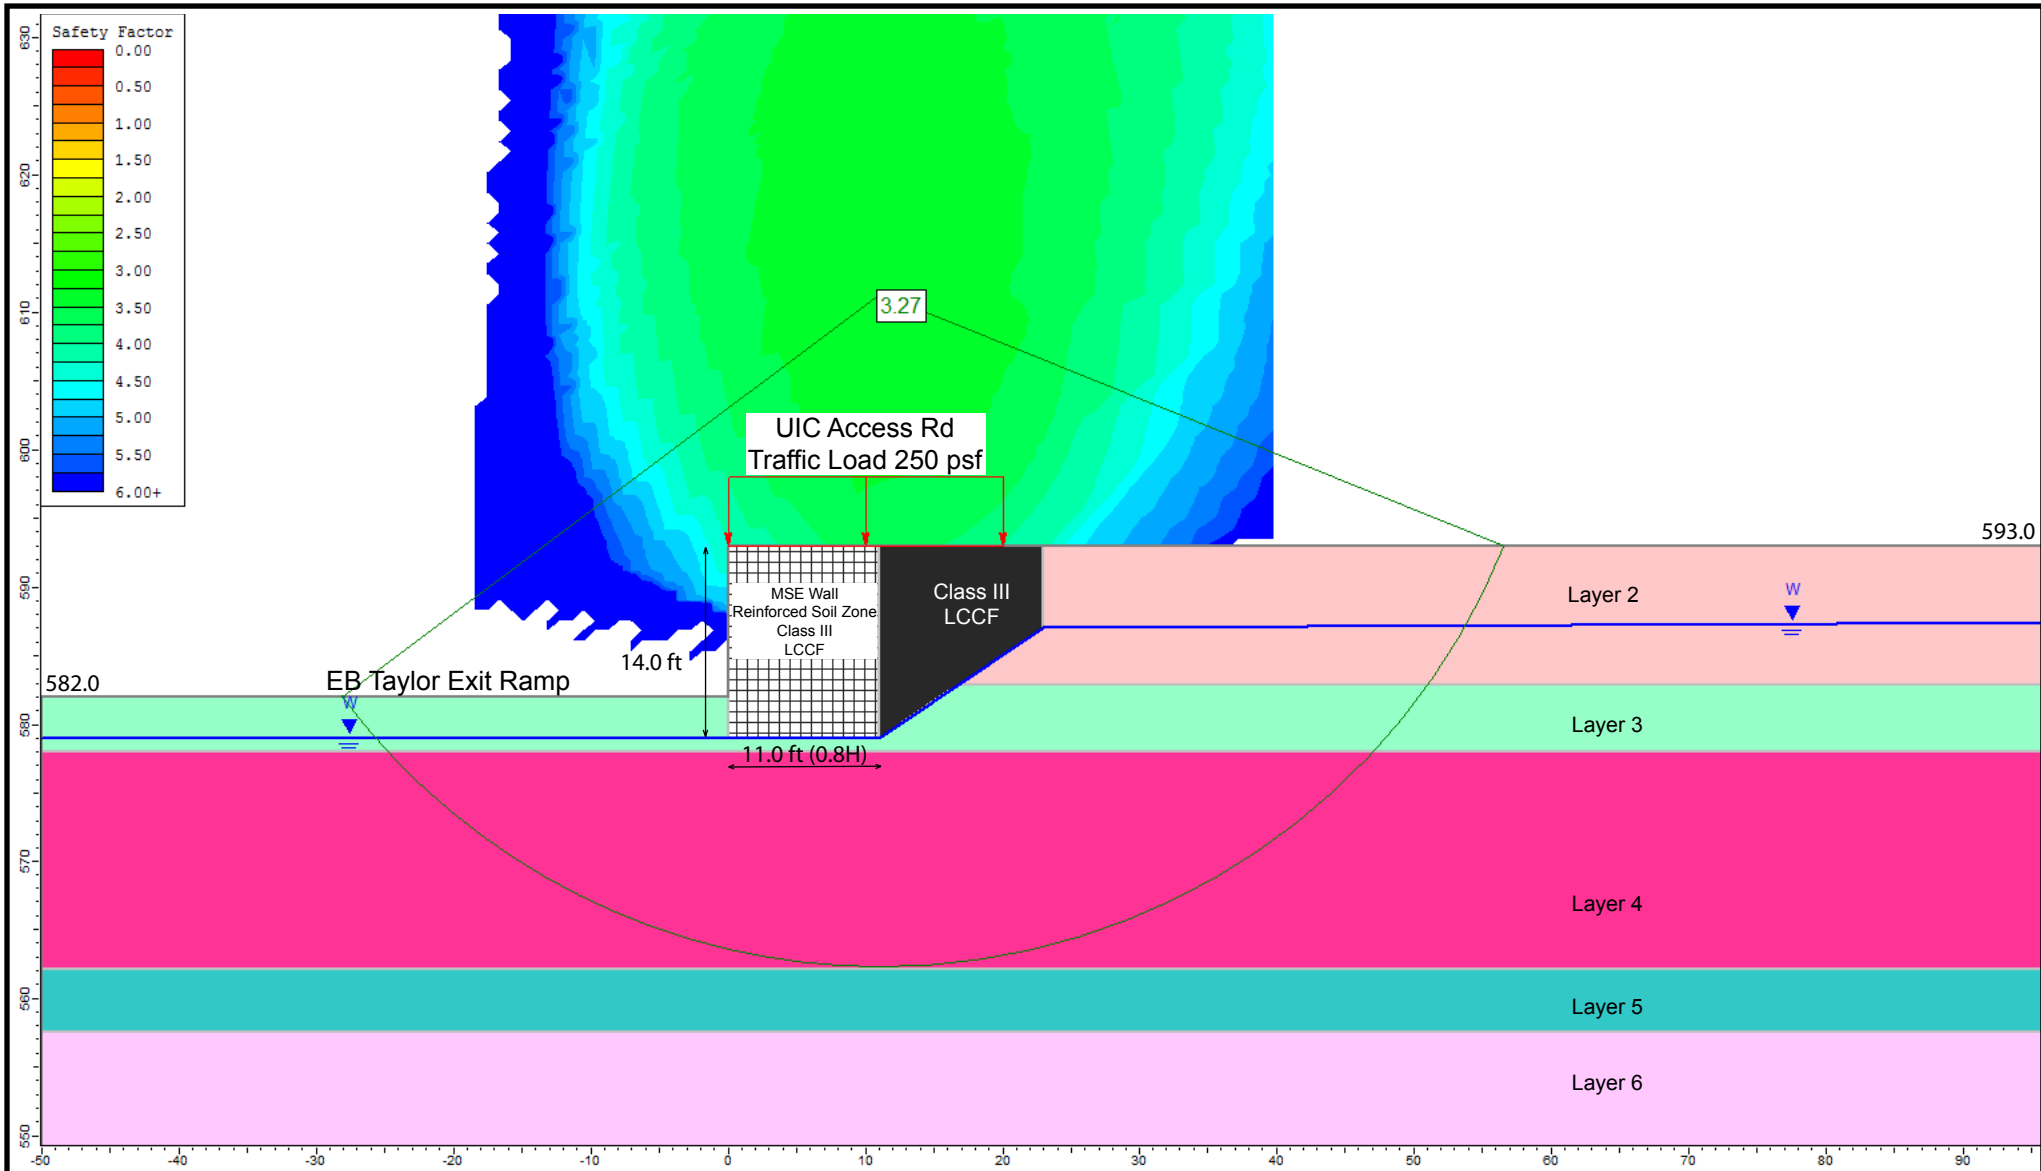 Safety Factor
0.00
0.50
1.00
1.50
2.00
2.50
3.00
3.50
4.00
4.50
5.00
5.50
6.00+
630
620
610
600
590
580
570
560
550
3.27
UIC Access Rd
Traffic Load 250 psf
593.0
MSE Wall
Reinforced Soil Zone
Class III
LCCF
Class III
LCCF
Layer 2
W
14.0 ft
582.0
EB Taylor Exit Ramp
W
Layer 3
11.0 ft (0.8H)
Layer 4
Layer 5
Layer 6
-50
-40
-30
-20
-10
0
10
20
30
40
50
60
70
80
90